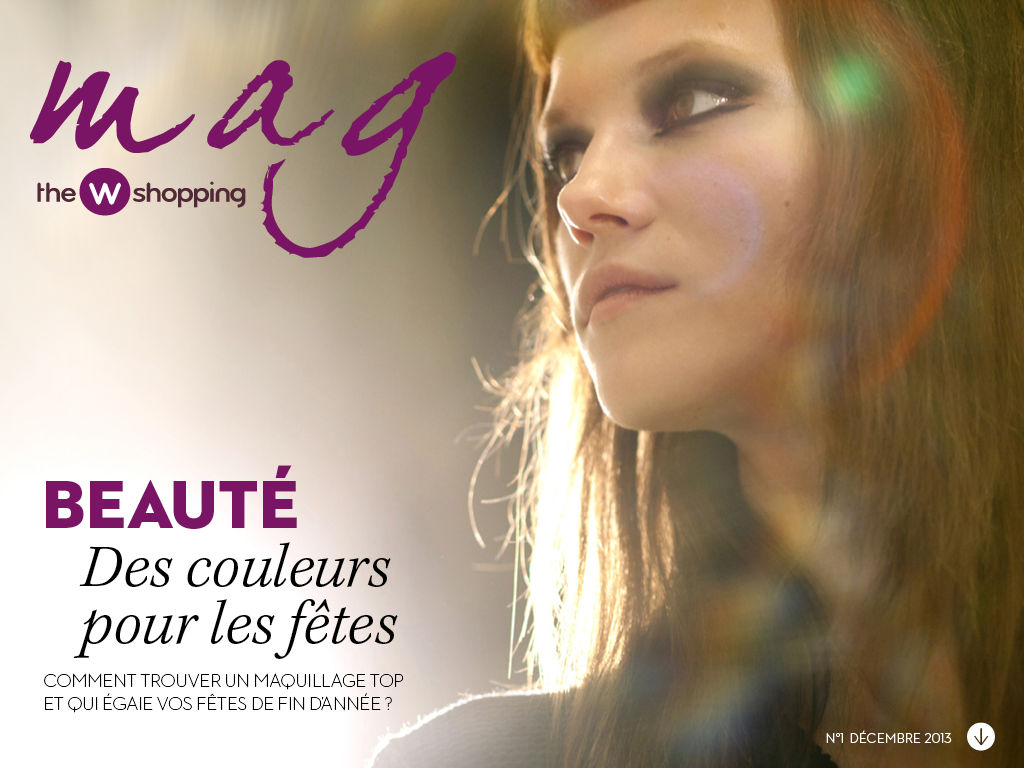 mag
the W shopping
BEAUTÉ
Des couleurs
pour les fêtes
COMMENT TROUVER UN MAQUILLAGE TOP
ET QUI ÉGAIE VOS FÊTES DE FIN D'ANNÉE ?
N°1 DÉCEMBRE 2013